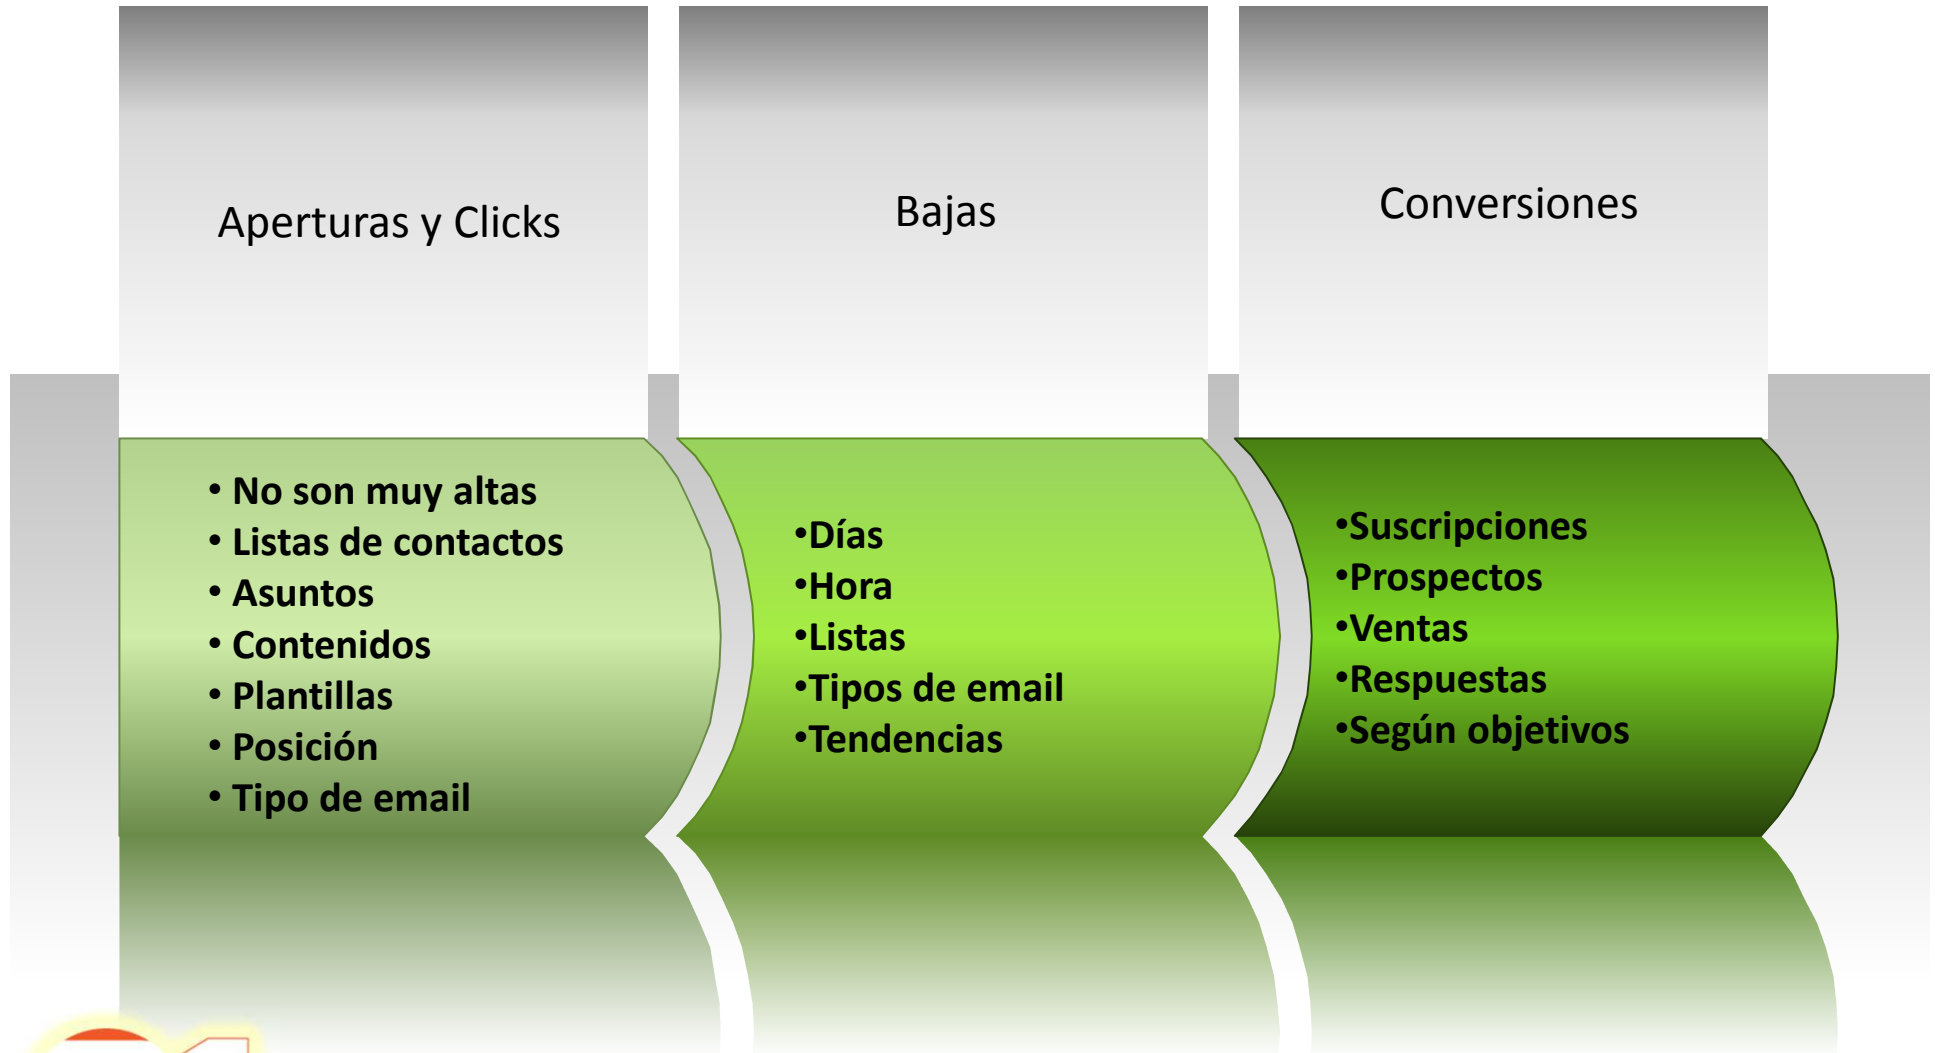 Aperturas y Clicks
Bajas
Conversiones
• No son muy altas
• Listas de contactos
• Asuntos
• Contenidos
• Plantillas
• Posición
• Tipo de email
•Días
•Hora
•Listas
•Tipos de email
•Tendencias
•Suscripciones
•Prospectos
•Ventas
•Respuestas
•Según objetivos